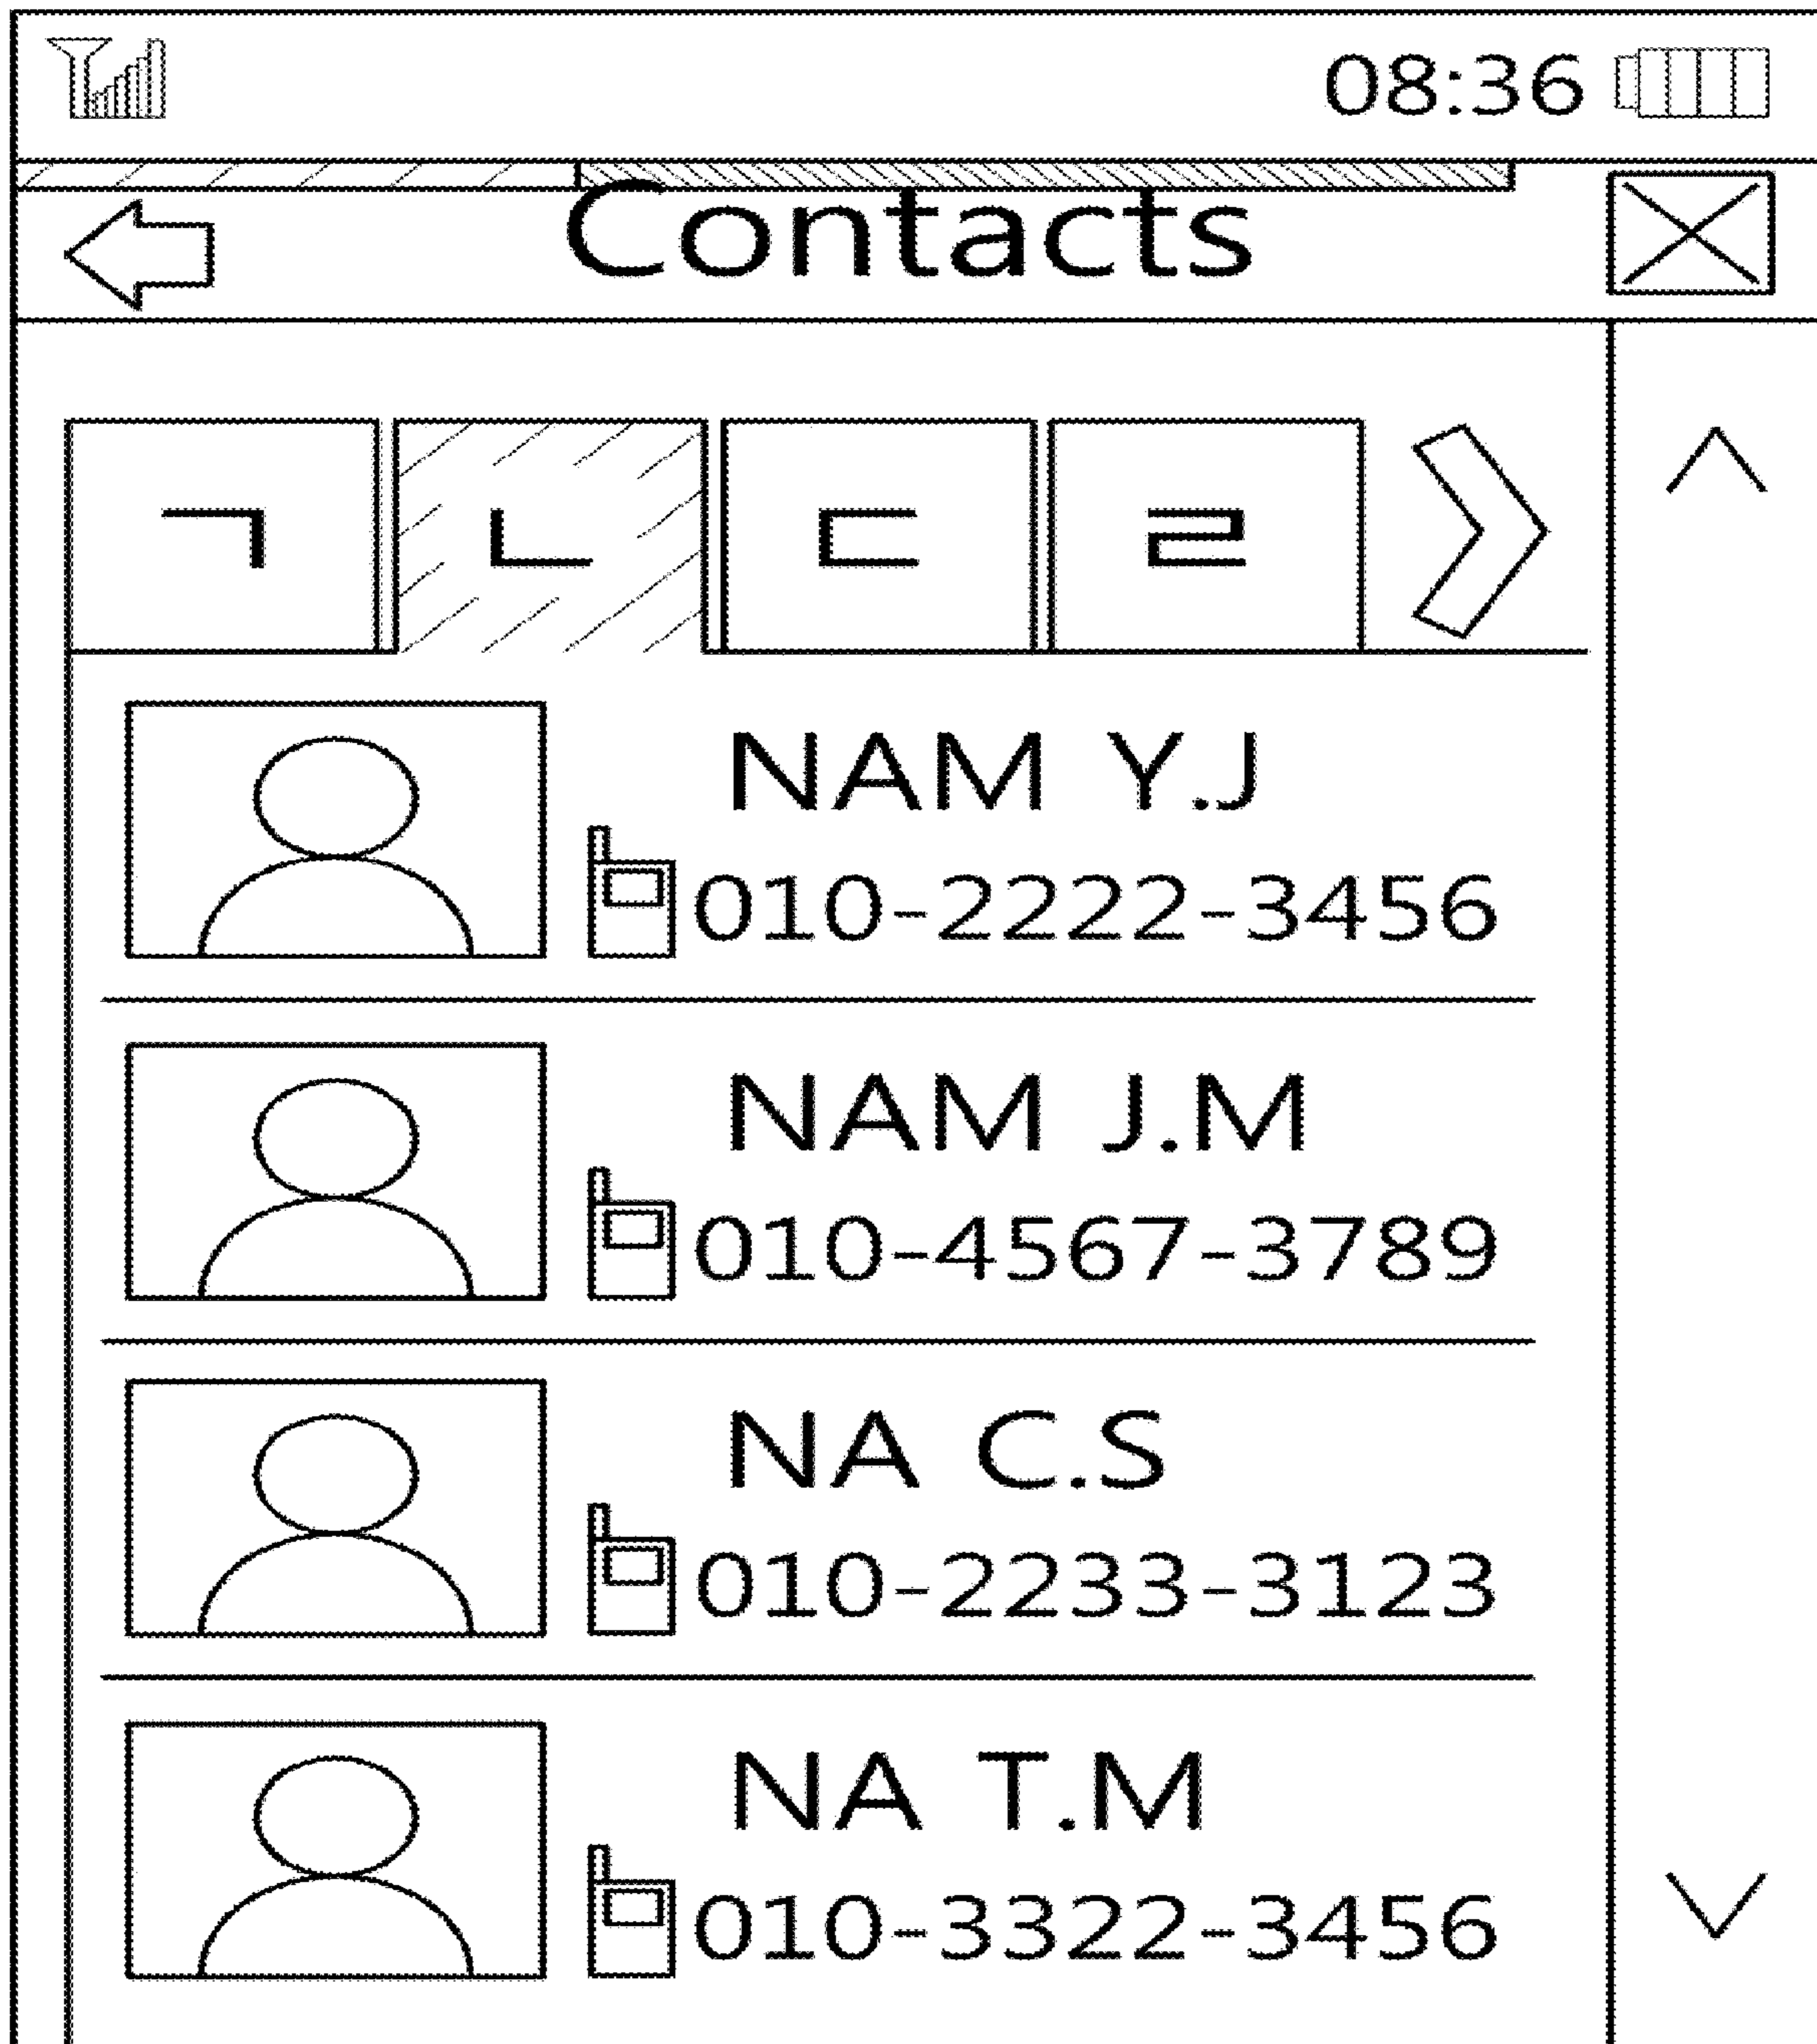 08:36
Contacts
ㄱ ㄴ ㄷ ㄹ
NAM Y.J
010-2222-3456
NAM J.M
010-4567-3789
NA C.S
010-2233-3123
NA T.M
010-3322-3456